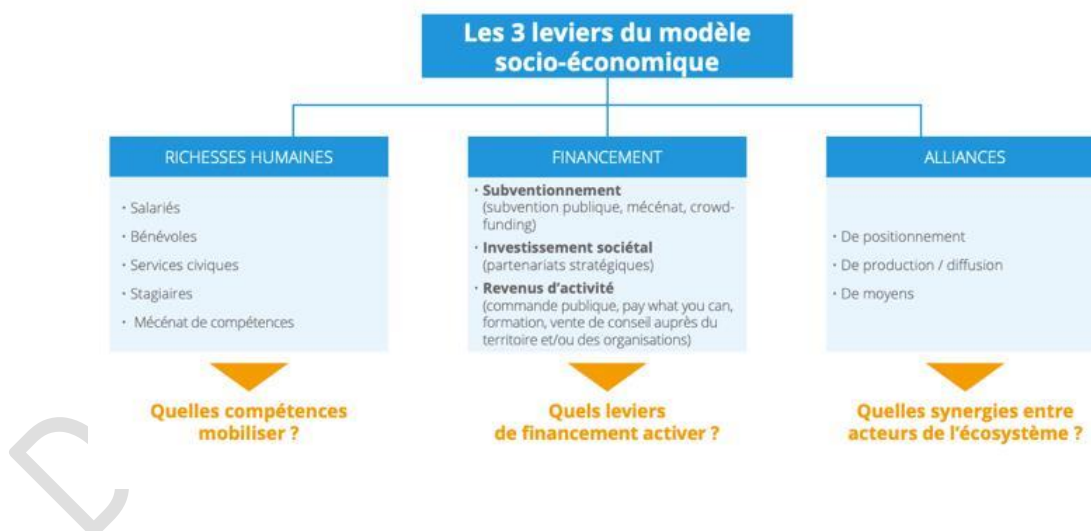 Les 3 leviers du modèle
socio-économique
RICHESSES HUMAINES
· Salariés
· Bénévoles
· Services civiques
· Stagiaires
· Mécénat de compétences
Quelles compétences
mobiliser ?
FINANCEMENT
· Subventionnement
(subvention publique, mécénat, crowd-
funding)
· Investissement sociétal
(partenariats stratégiques)
· Revenus d’activité
(commande publique, pay what you can,
formation, vente de conseil auprès du
territoire et/ou des organisations)
Quels leviers
de financement activer ?
ALLIANCES
· De positionnement
· De production / diffusion
· De moyens
Quelles synergies entre
acteurs de l’écosystème ?